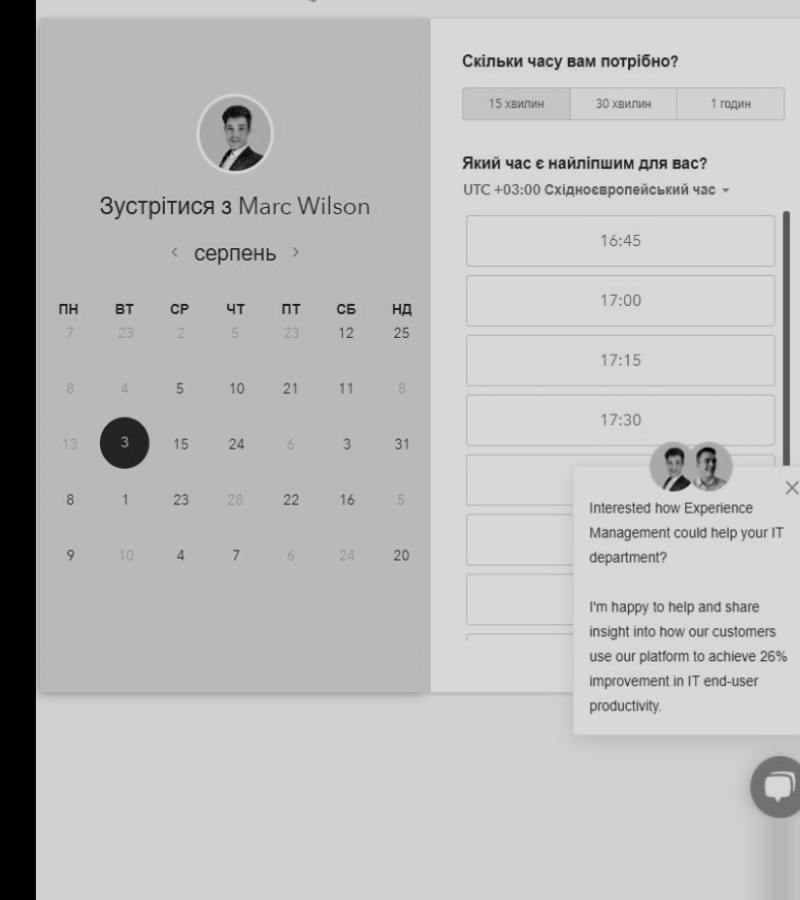 Зустрітися з Marc Wilson
серпень
ПН ВТ СР ЧТ ПТ СБ НД
7 23 2 5 23 12 25
8 4 5 10 21 11 8
13 3 15 24 6 3 31
8 1 23 28 22 16 5
9 10 4 7 6 24 20
Скільки часу вам потрібно?
15 хвилин 30 хвилин 1 годин
Який час є найліпшим для вас?
UTC +03:00 Східноєвропейський час
16:45
17:00
17:15
17:30
Interested how Experience
Management could help your IT
department?
I'm happy to help and share
insight into how our customers
use our platform to achieve 26%
improvement in IT end-user
productivity.